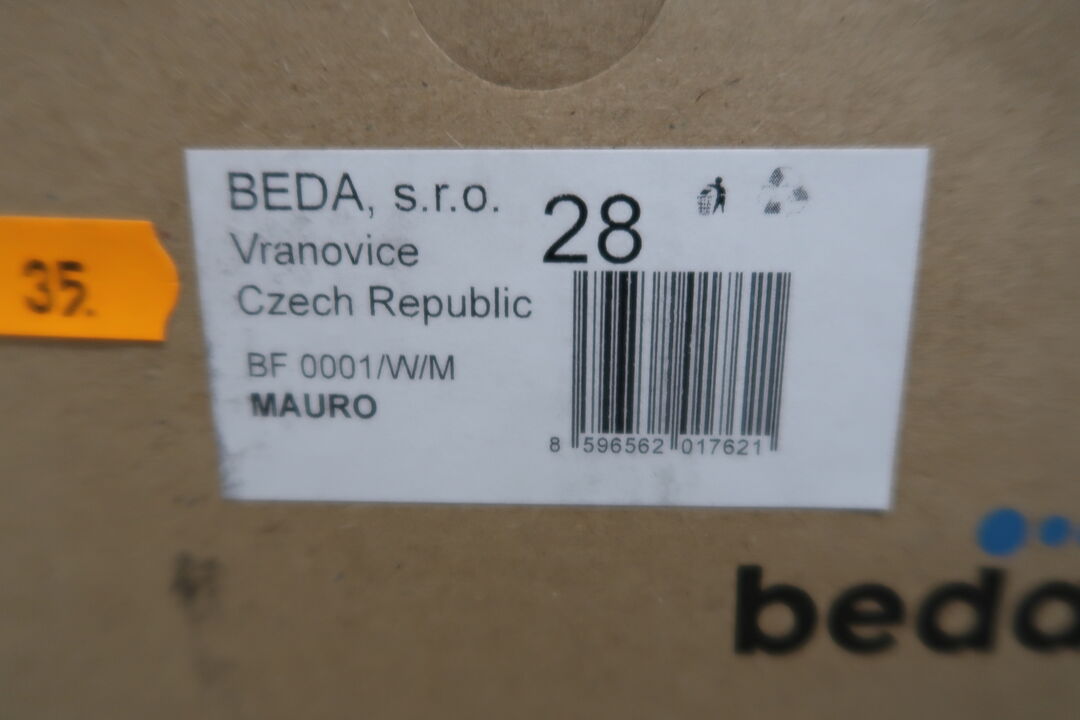 BEDA, s.r.o.
28
Vranovice
Czech Republic
BF 0001/W/M
MAURO
8 596562 017621
35.
beda